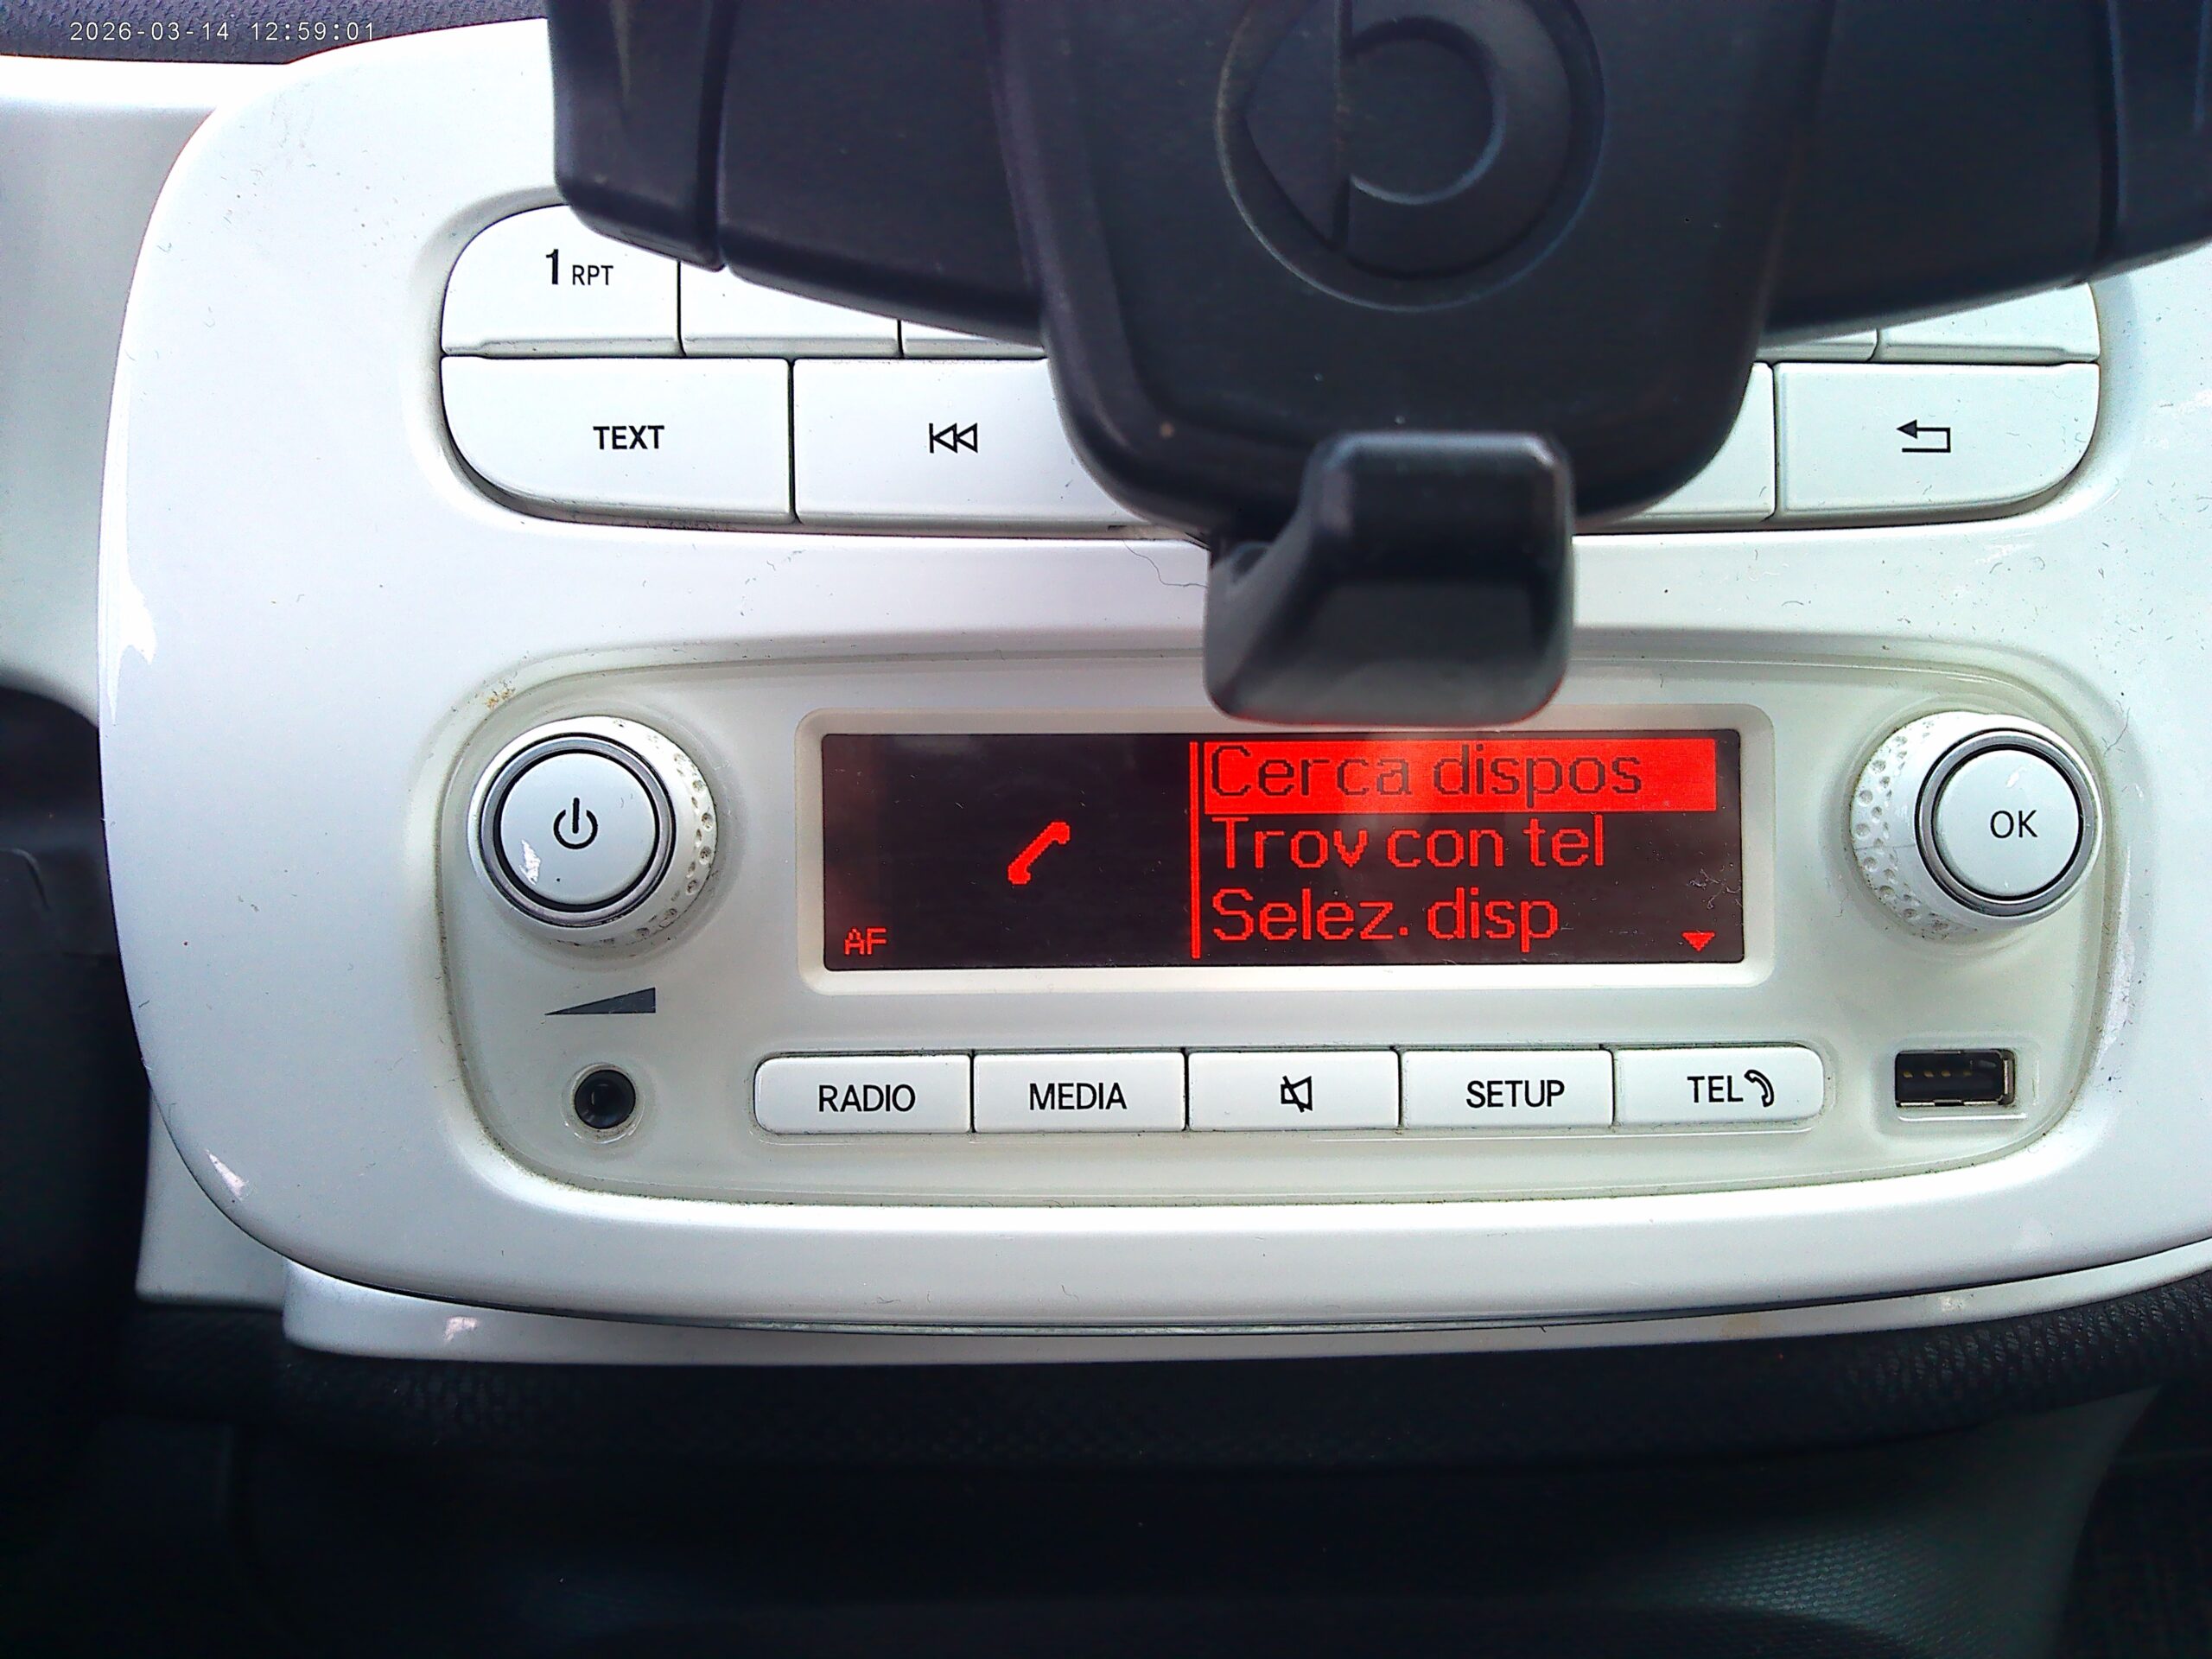 2026-03-14 12:59:01
1 RPT
TEXT
Cerca dispos
Trov con tel
Selez. disp
AF
OK
RADIO
MEDIA
SETUP
TEL